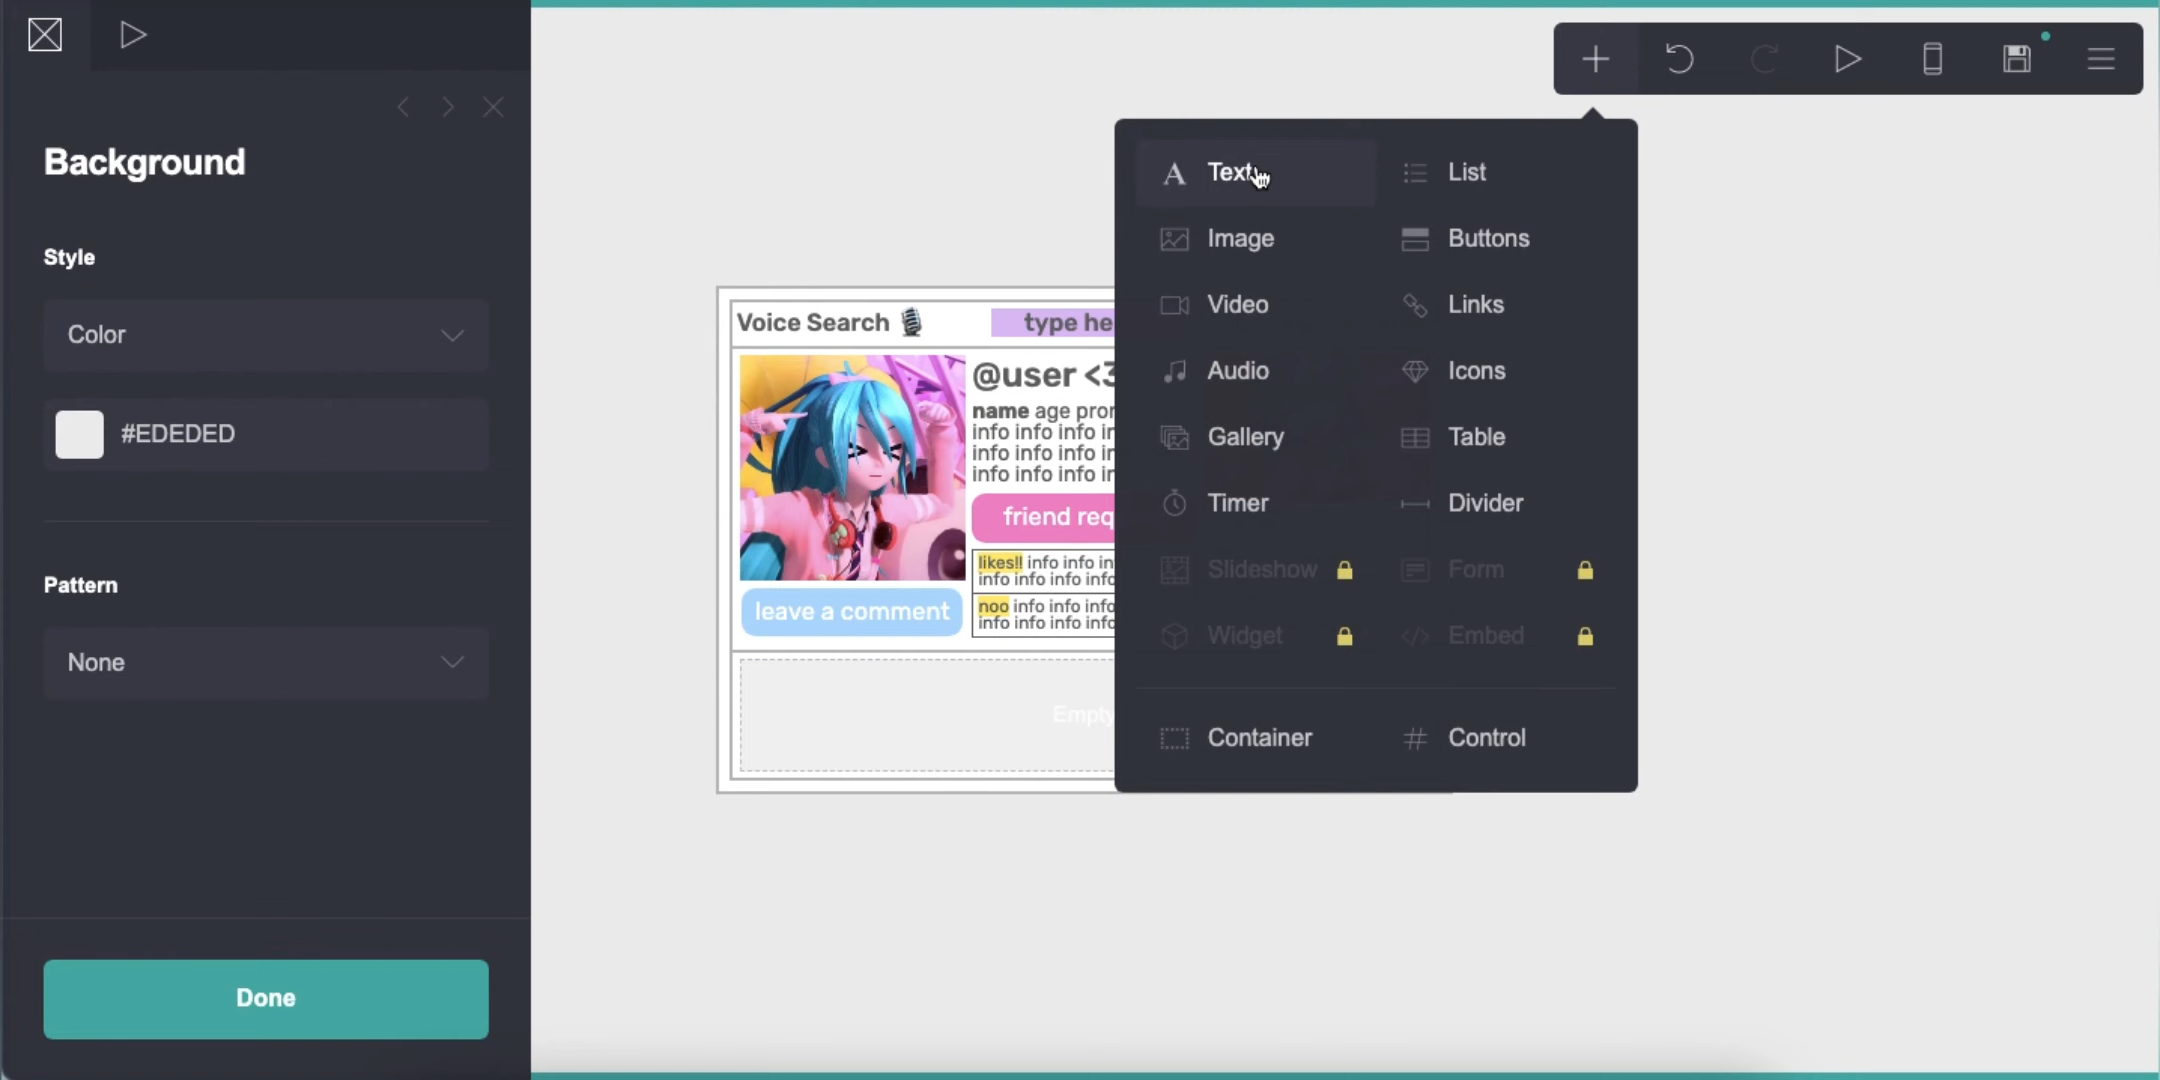 Background
Style
Color
#EDEDED
Pattern
None
Done
Text
List
Image
Buttons
Video
Links
Audio
Icons
Gallery
Table
Timer
Divider
Slideshow
Form
Widget
Embed
Container
Control
Voice Search
type he
@user <3
name age pron
info info info in
info info info in
info info info in
friend req
likes!! info info in
info info info info
noo info info info
info info info info
leave a comment
Empty